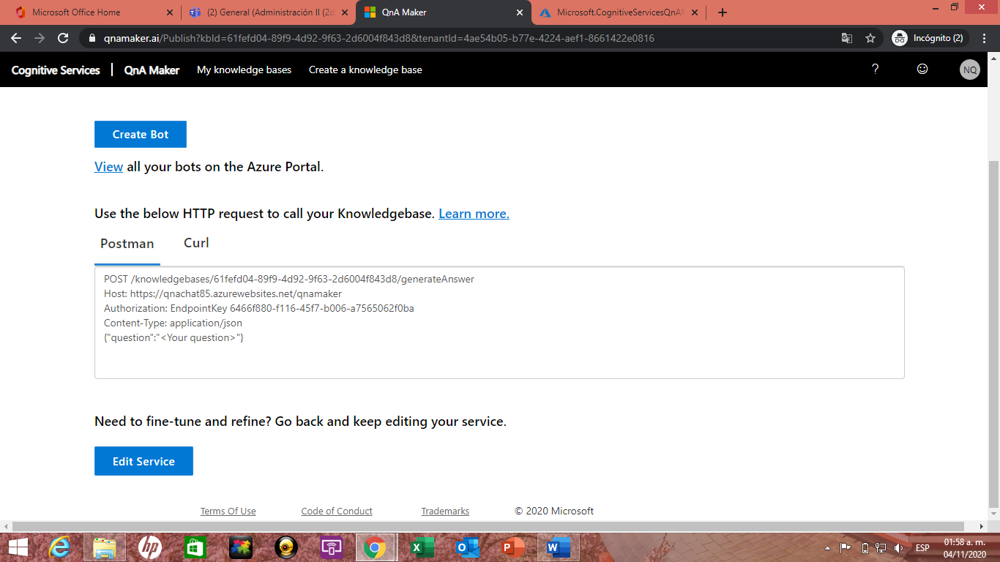 Microsoft Office Home
(2) General (Administración II (2d
QnA Maker
Microsoft.CognitiveServicesQnAM
qnamaker.ai/Publish?kbId=61fefd04-89f9-4d92-9f63-2d6004f843d8&tenantId=4ae54b05-b77e-4224-aef1-8661422e0816
Incógnito (2)
Cognitive Services | QnA Maker My knowledge bases Create a knowledge base ? NQ
Create Bot
View all your bots on the Azure Portal.
Use the below HTTP request to call your Knowledgebase. Learn more.
Postman Curl
POST /knowledgebases/61fefd04-89f9-4d92-9f63-2d6004f843d8/generateAnswer
Host: https://qnachat85.azurewebsites.net/qnamaker
Authorization: EndpointKey 6466f880-f116-45f7-b006-a7565062f0ba
Content-Type: application/json
{"question":"<Your question>"}
Need to fine-tune and refine? Go back and keep editing your service.
Edit Service
Terms Of Use Code of Conduct Trademarks © 2020 Microsoft
ESP
01:58 a. m.
04/11/2020